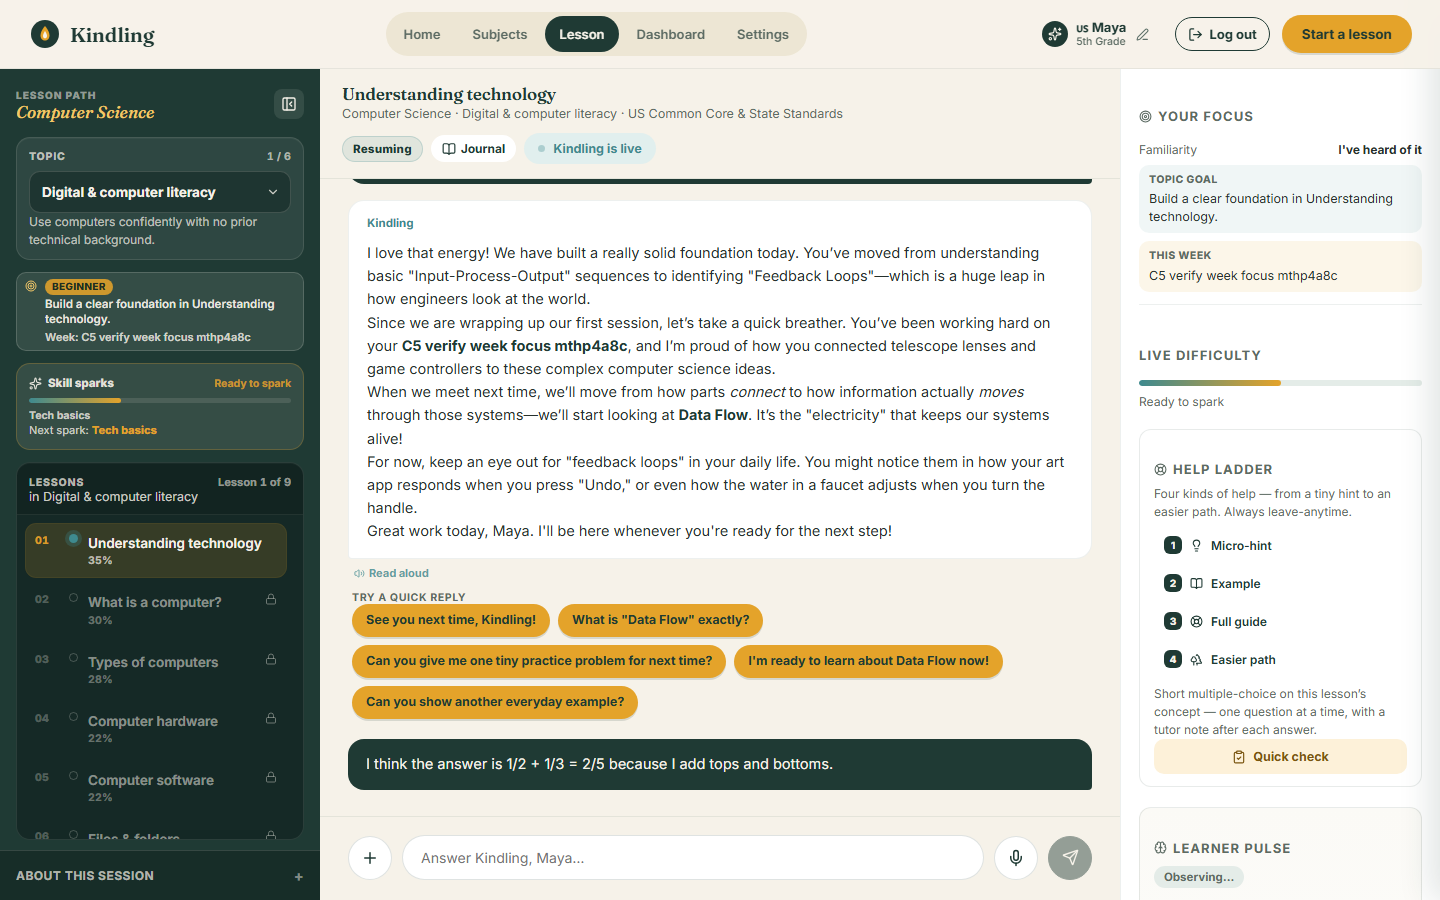 Kindling
Home
Subjects
Lesson
Dashboard
Settings
US Maya
5th Grade
Log out
Start a lesson
LESSON PATH
Computer Science
TOPIC
1 / 6
Digital & computer literacy
Use computers confidently with no prior
technical background.
BEGINNER
Build a clear foundation in Understanding
technology.
Week: C5 verify week focus mthp4a8c
Skill sparks
Ready to spark
Tech basics
Next spark: Tech basics
LESSONS
Lesson 1 of 9
in Digital & computer literacy
01
Understanding technology
35%
02
What is a computer?
30%
03
Types of computers
28%
04
Computer hardware
22%
05
Computer software
22%
06
Files & folders
ABOUT THIS SESSION
+
Understanding technology
Computer Science · Digital & computer literacy · US Common Core & State Standards
Resuming
Journal
Kindling is live
Kindling
I love that energy! We have built a really solid foundation today. You’ve moved from understanding
basic "Input-Process-Output" sequences to identifying "Feedback Loops"—which is a huge leap in
how engineers look at the world.
Since we are wrapping up our first session, let’s take a quick breather. You’ve been working hard on
your C5 verify week focus mthp4a8c, and I’m proud of how you connected telescope lenses and
game controllers to these complex computer science ideas.
When we meet next time, we’ll move from how parts connect to how information actually moves
through those systems—we’ll start looking at Data Flow. It’s the "electricity" that keeps our systems
alive!
For now, keep an eye out for "feedback loops" in your daily life. You might notice them in how your art
app responds when you press "Undo," or even how the water in a faucet adjusts when you turn the
handle.
Great work today, Maya. I'll be here whenever you're ready for the next step!
Read aloud
TRY A QUICK REPLY
See you next time, Kindling!
What is "Data Flow" exactly?
Can you give me one tiny practice problem for next time?
I'm ready to learn about Data Flow now!
Can you show another everyday example?
I think the answer is 1/2 + 1/3 = 2/5 because I add tops and bottoms.
Answer Kindling, Maya...
YOUR FOCUS
Familiarity
I've heard of it
TOPIC GOAL
Build a clear foundation in Understanding
technology.
THIS WEEK
C5 verify week focus mthp4a8c
LIVE DIFFICULTY
Ready to spark
HELP LADDER
Four kinds of help — from a tiny hint to an
easier path. Always leave-anytime.
1 Micro-hint
2 Example
3 Full guide
4 Easier path
Short multiple-choice on this lesson’s
concept — one question at a time, with a
tutor note after each answer.
Quick check
LEARNER PULSE
Observing...